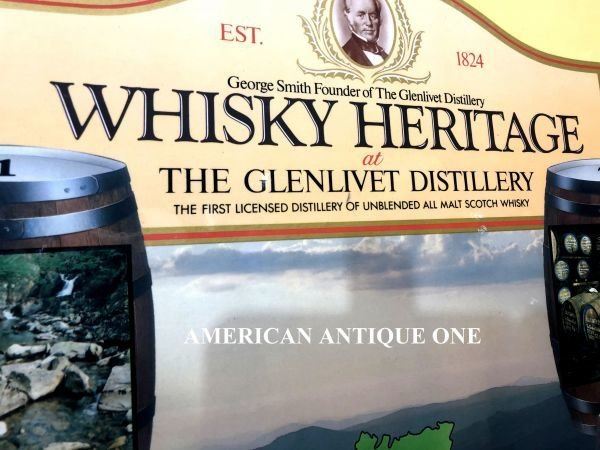 EST.
1824
George Smith Founder of The Glenlivet Distillery
WHISKY HERITAGE
at
THE GLENLIVET DISTILLERY
THE FIRST LICENSED DISTILLERY OF UNBLENDED ALL MALT SCOTCH WHISKY
1
AMERICAN ANTIQUE ONE